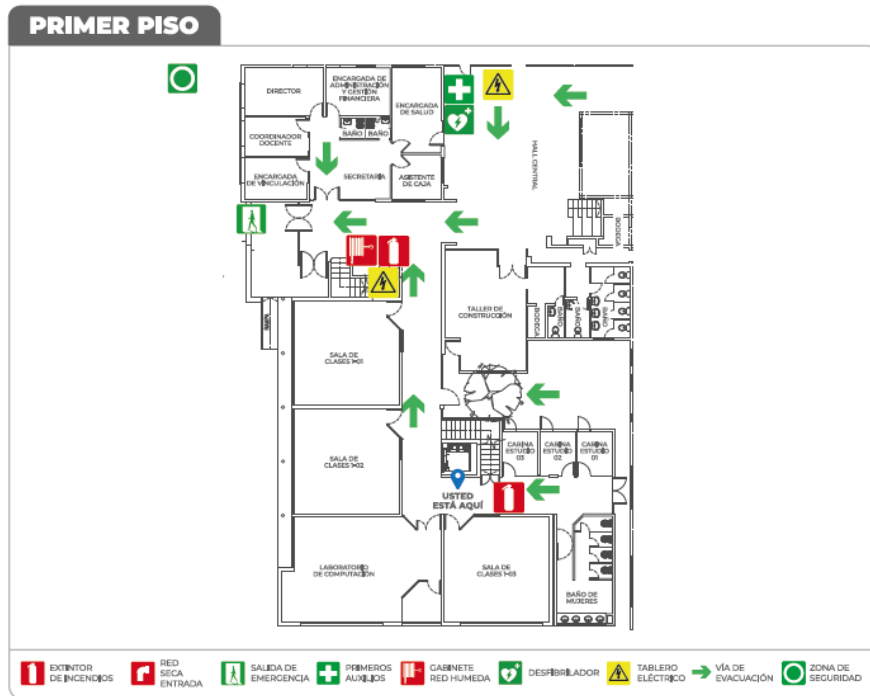 PRIMER PISO
DIRECTOR
ENCARGADA DE
ADMINISTRACIÓN
Y GESTIÓN
FINANCIERA
ENCARGADA
DE SALUD
COORDINADOR
DOCENTE
BAÑO
BAÑO
ENCARGADA
DE VINCULACIÓN
SECRETARIA
ASISTENTE
DE CAJA
HALL CENTRAL
BODEGA
TALLER DE
CONSTRUCCIÓN
BODEGA
BAÑO
BAÑO
BAÑO
SALA DE
CLASES 1-01
SALA DE
CLASES 1-02
CABINA
ESTUDIO
03
CABINA
ESTUDIO
02
CABINA
ESTUDIO
01
USTED
ESTÁ AQUÍ
LABORATORIO
DE COMPUTACIÓN
SALA DE
CLASES 1-03
BAÑO DE
MUJERES
EXTINTOR
DE INCENDIOS
RED
SECA
ENTRADA
SALIDA DE
EMERGENCIA
PRIMEROS
AUXILIOS
GABINETE
RED HUMEDA
DESFIBRILADOR
TABLERO
ELÉCTRICO
VÍA DE
EVACUACIÓN
ZONA DE
SEGURIDAD